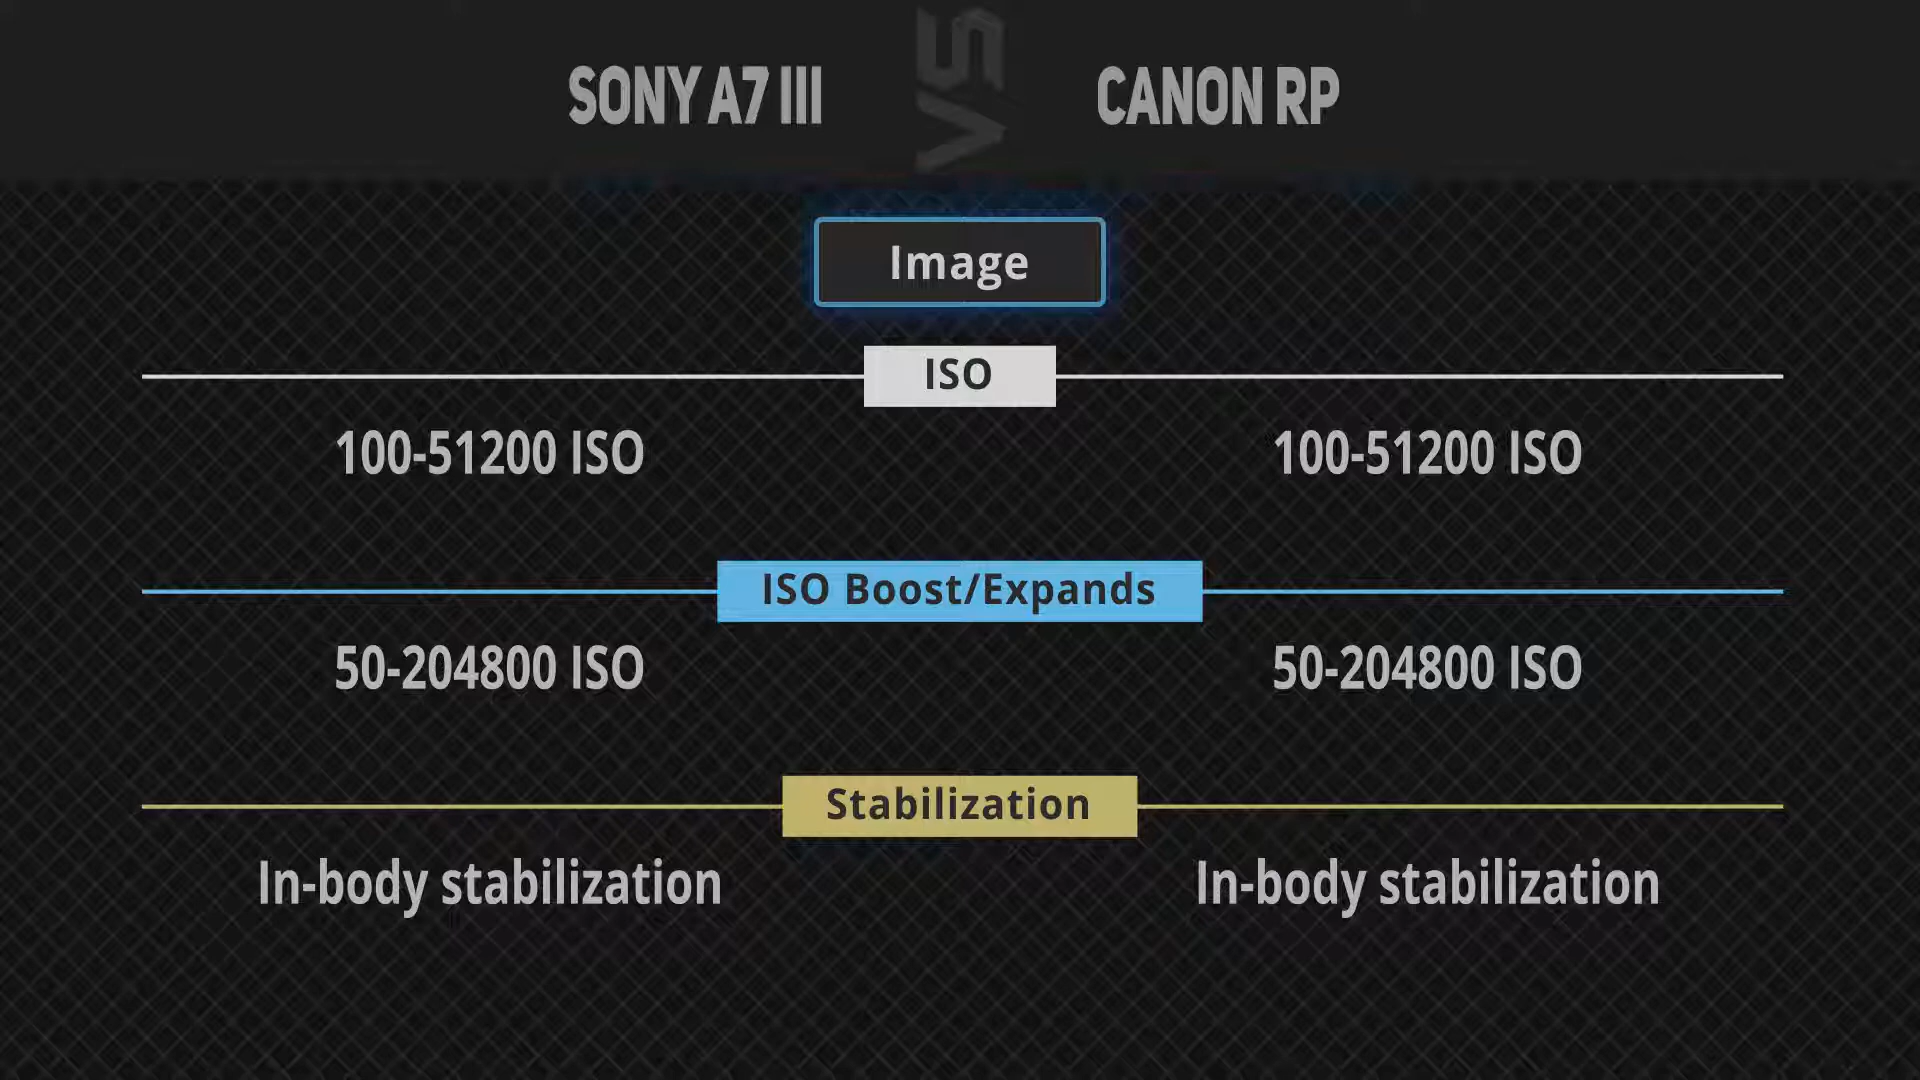 SONY A7 III
VS
CANON RP
Image
ISO
100-51200 ISO
100-51200 ISO
ISO Boost/Expands
50-204800 ISO
50-204800 ISO
Stabilization
In-body stabilization
In-body stabilization